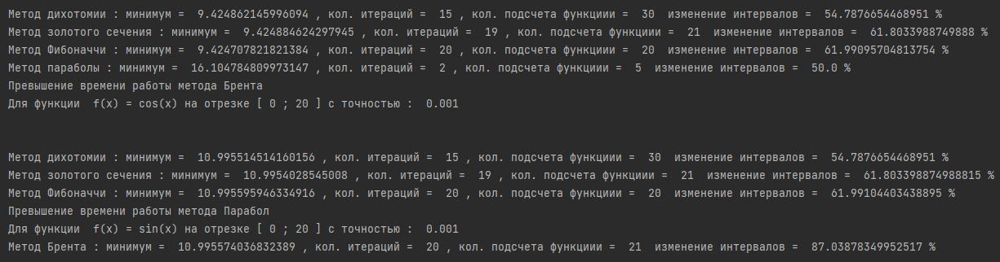 Метод дихотомии : минимум =  9.424862145996094 , кол. итераций =  15 , кол. подсчета функциии =  30  изменение интервалов =  54.7876654468951 %
Метод золотого сечения : минимум =  9.424884624297945 , кол. итераций =  19 , кол. подсчета функциии =  21  изменение интервалов =  61.8033988749888 %
Метод Фибоначчи : минимум =  9.424707821821384 , кол. итераций =  20 , кол. подсчета функциии =  20  изменение интервалов =  61.99095704813754 %
Метод параболы : минимум =  16.104784809973147 , кол. итераций =  2 , кол. подсчета функциии =  5  изменение интервалов =  50.0 %
Превышение времени работы метода Брента
Для функции  f(x) = cos(x) на отрезке [ 0 ; 20 ] с точностью :  0.001
Метод дихотомии : минимум =  10.995514514160156 , кол. итераций =  15 , кол. подсчета функциии =  30  изменение интервалов =  54.7876654468951 %
Метод золотого сечения : минимум =  10.9954028545008 , кол. итераций =  19 , кол. подсчета функциии =  21  изменение интервалов =  61.803398874988815 %
Метод Фибоначчи : минимум =  10.995595946334916 , кол. итераций =  20 , кол. подсчета функциии =  20  изменение интервалов =  61.99104403438895 %
Превышение времени работы метода Парабол
Для функции  f(x) = sin(x) на отрезке [ 0 ; 20 ] с точностью :  0.001
Метод Брента : минимум =  10.995574036832389 , кол. итераций =  20 , кол. подсчета функциии =  21  изменение интервалов =  87.03878349952517 %